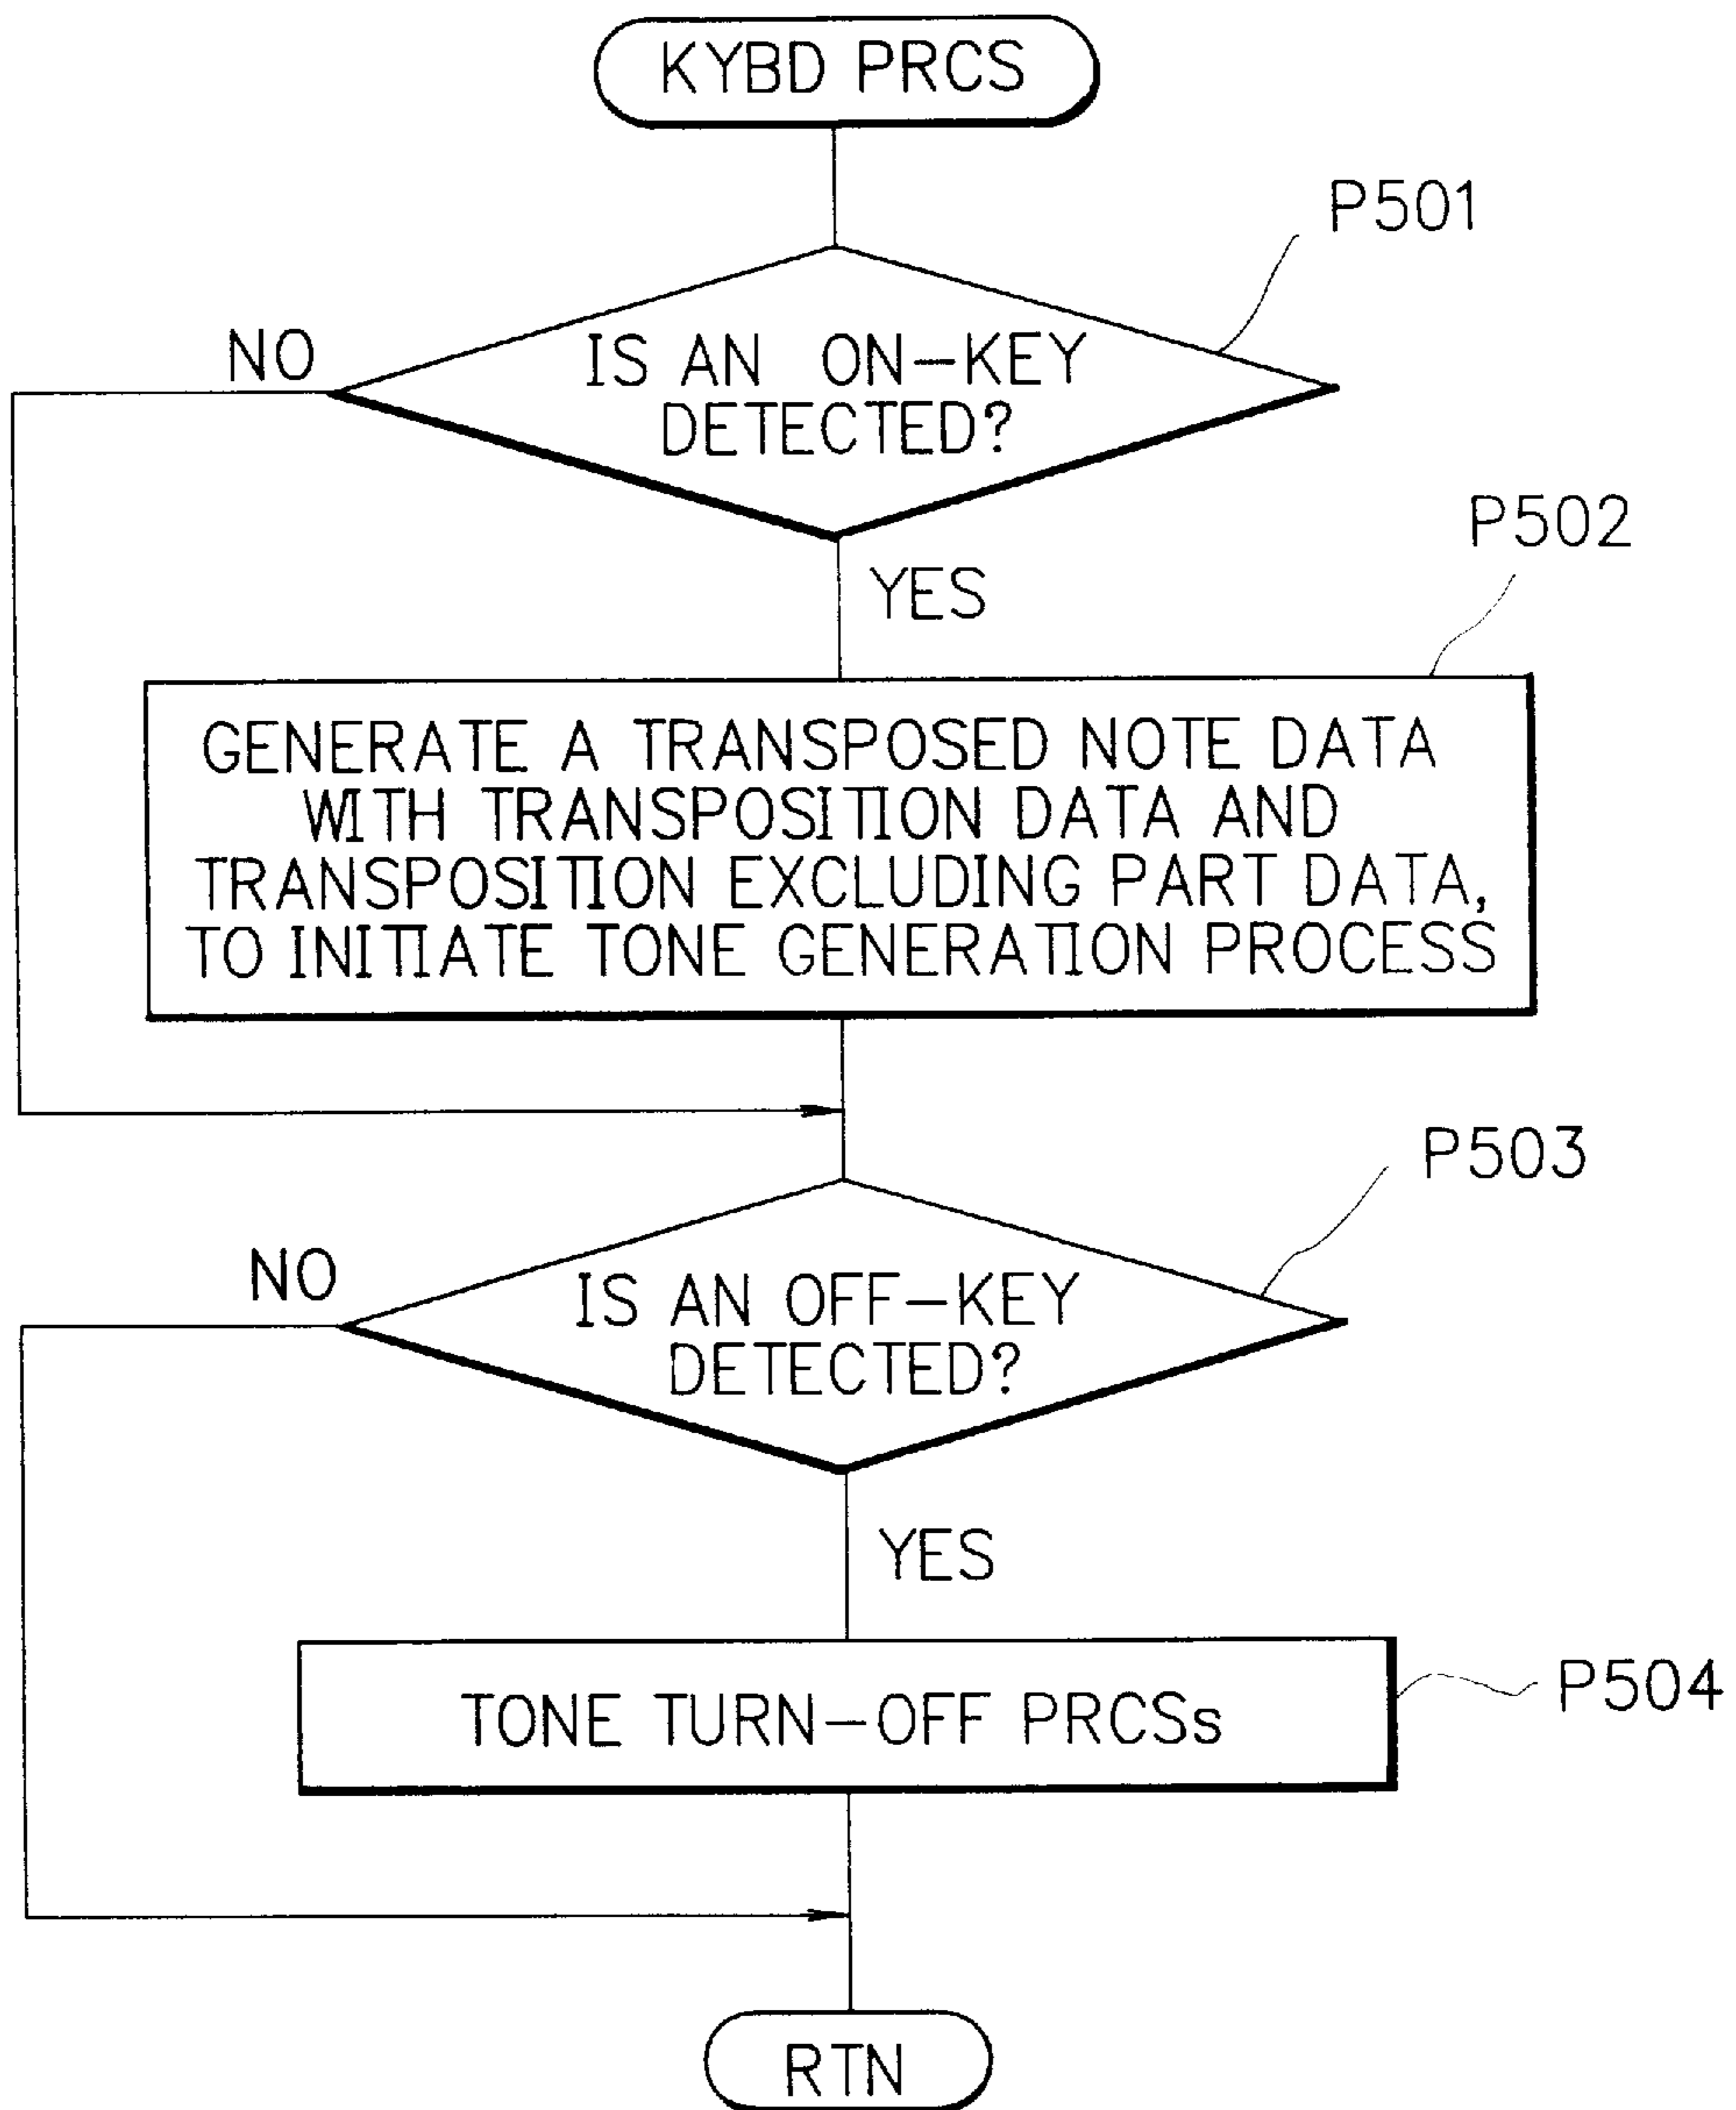 KYBD PRCS
P501
NO
IS AN ON-KEY
DETECTED?
P502
YES
GENERATE A TRANSPOSED NOTE DATA
WITH TRANSPOSITION DATA AND
TRANSPOSITION EXCLUDING PART DATA,
TO INITIATE TONE GENERATION PROCESS
P503
NO
IS AN OFF-KEY
DETECTED?
YES
TONE TURN-OFF PRCSs
P504
RTN